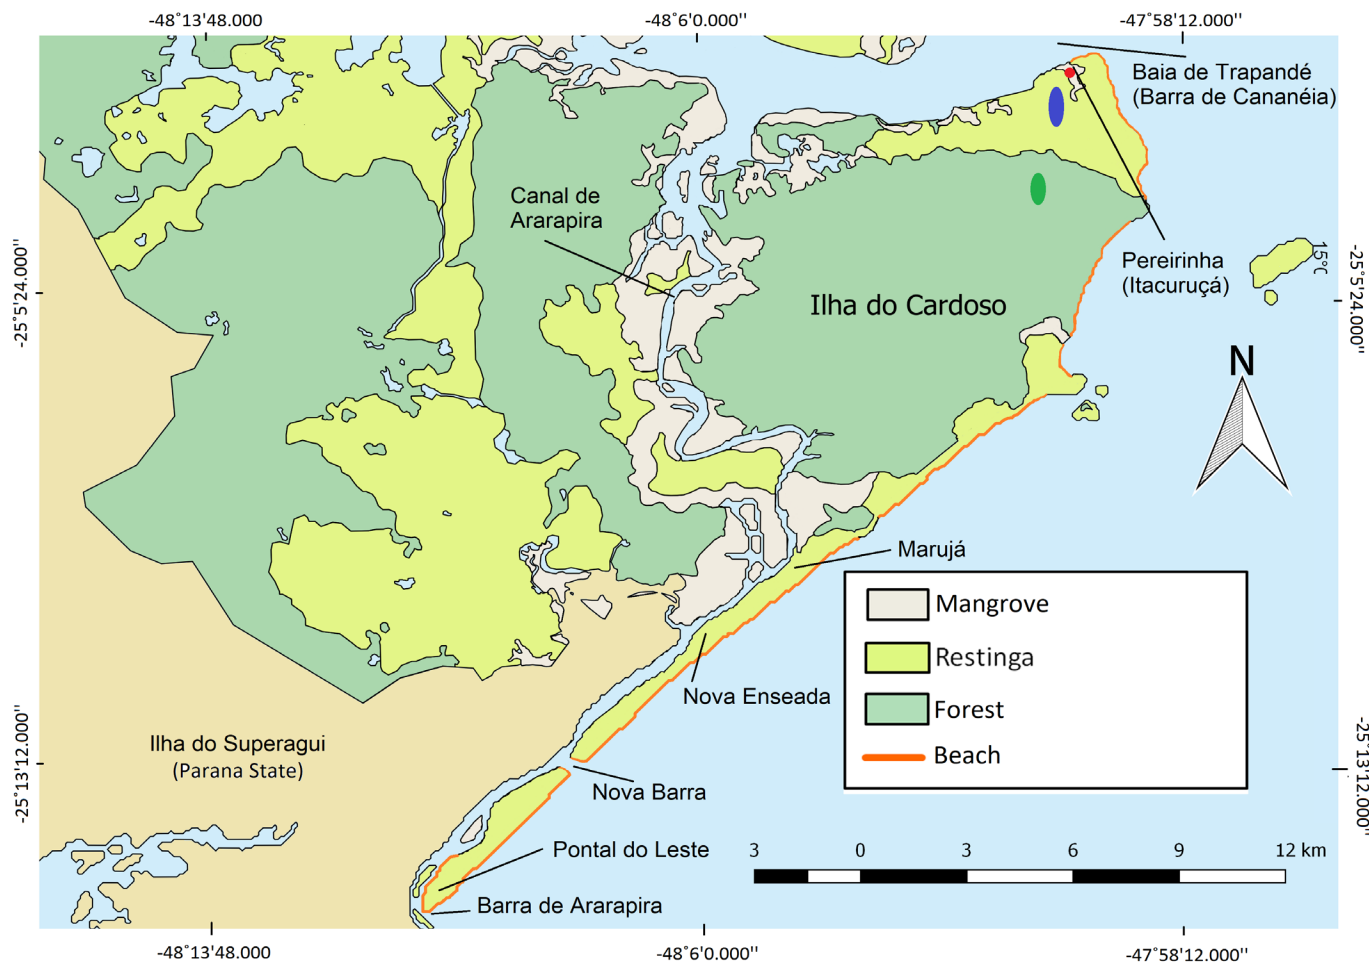 -48°13'48.000
-48°6'0.000''
-47°58'12.000''
Baia de Trapandé
(Barra de Cananéia)
Canal de
Ararapira
Pereirinha
(Itacuruçá)
15°C
-25°5'24.000''
-25°5'24.000''
Ilha do Cardoso
N
Marujá
Mangrove
Restinga
Forest
Beach
Nova Enseada
Ilha do Superagui
(Parana State)
-25°13'12.000''
-25°13'12.000''
Nova Barra
Pontal do Leste
Barra de Ararapira
3 0 3 6 9 12 km
-48°13'48.000
-48°6'0.000''
-47°58'12.000''